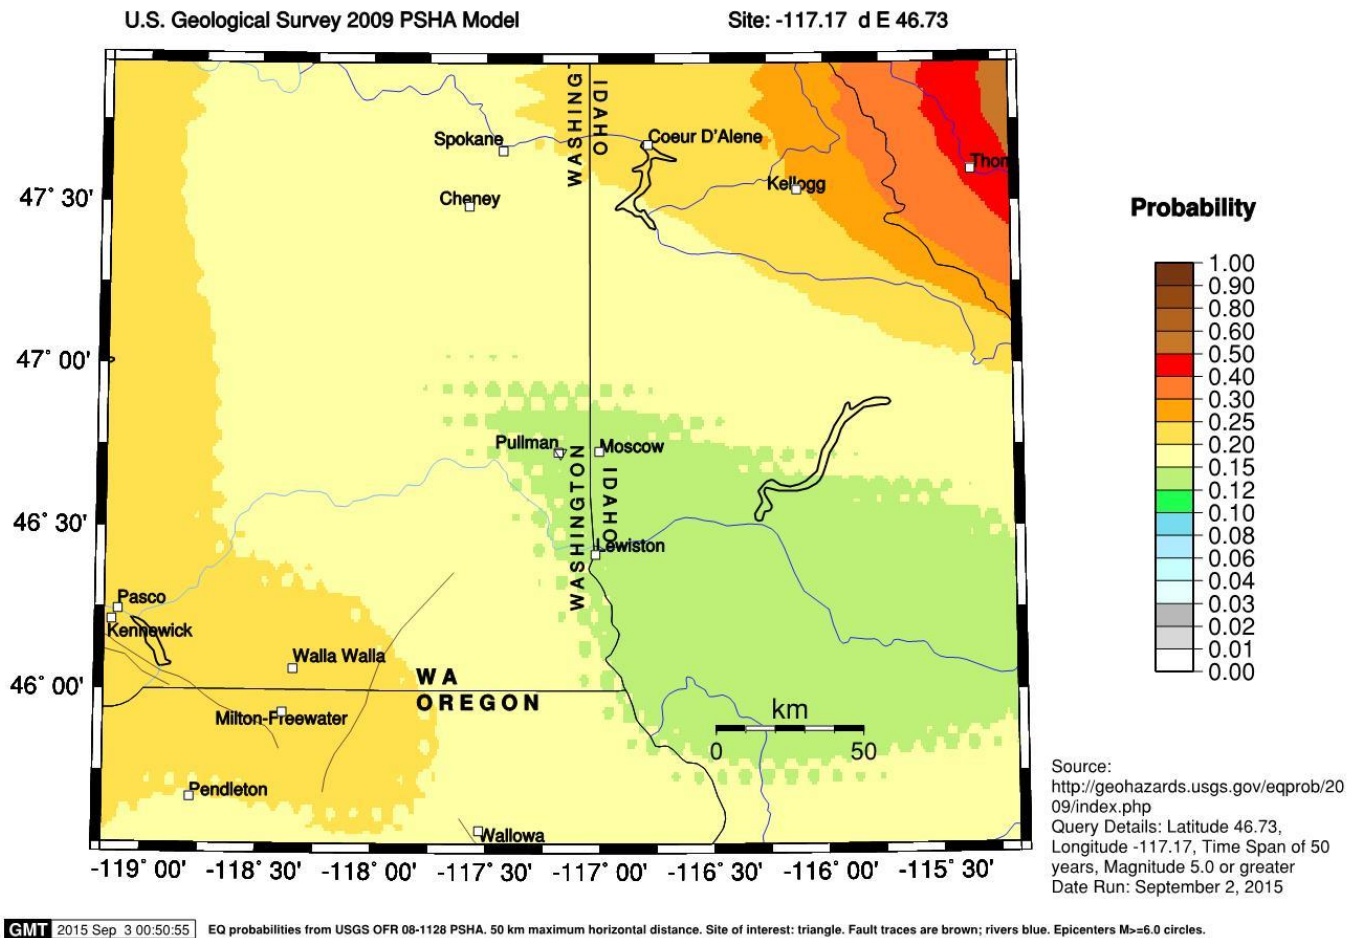 U.S. Geological Survey 2009 PSHA Model
Site: -117.17 d E 46.73
WASHING-
IDAHO
Spokane
Coeur D'Alene
Thom
Kellogg
Cheney
47° 30'
47° 00'
46° 30'
46° 00'
Pullman
Moscow
WASHINGTON
IDAHO
Lewiston
Pasco
Kennewick
Walla Walla
WA
OREGON
Milton-Freewater
Pendleton
Wallowa
km
0 50
-119° 00' -118° 30' -118° 00' -117° 30' -117° 00' -116° 30' -116° 00' -115° 30'
Probability
1.00
0.90
0.80
0.60
0.50
0.40
0.30
0.25
0.20
0.15
0.12
0.10
0.08
0.06
0.04
0.03
0.02
0.01
0.00
Source:
http://geohazards.usgs.gov/eqprob/20
09/index.php
Query Details: Latitude 46.73,
Longitude -117.17, Time Span of 50
years, Magnitude 5.0 or greater
Date Run: September 2, 2015
GMT 2015 Sep 3 00:50:55 EQ probabilities from USGS OFR 08-1128 PSHA. 50 km maximum horizontal distance. Site of interest: triangle. Fault traces are brown; rivers blue. Epicenters M>=6.0 circles.